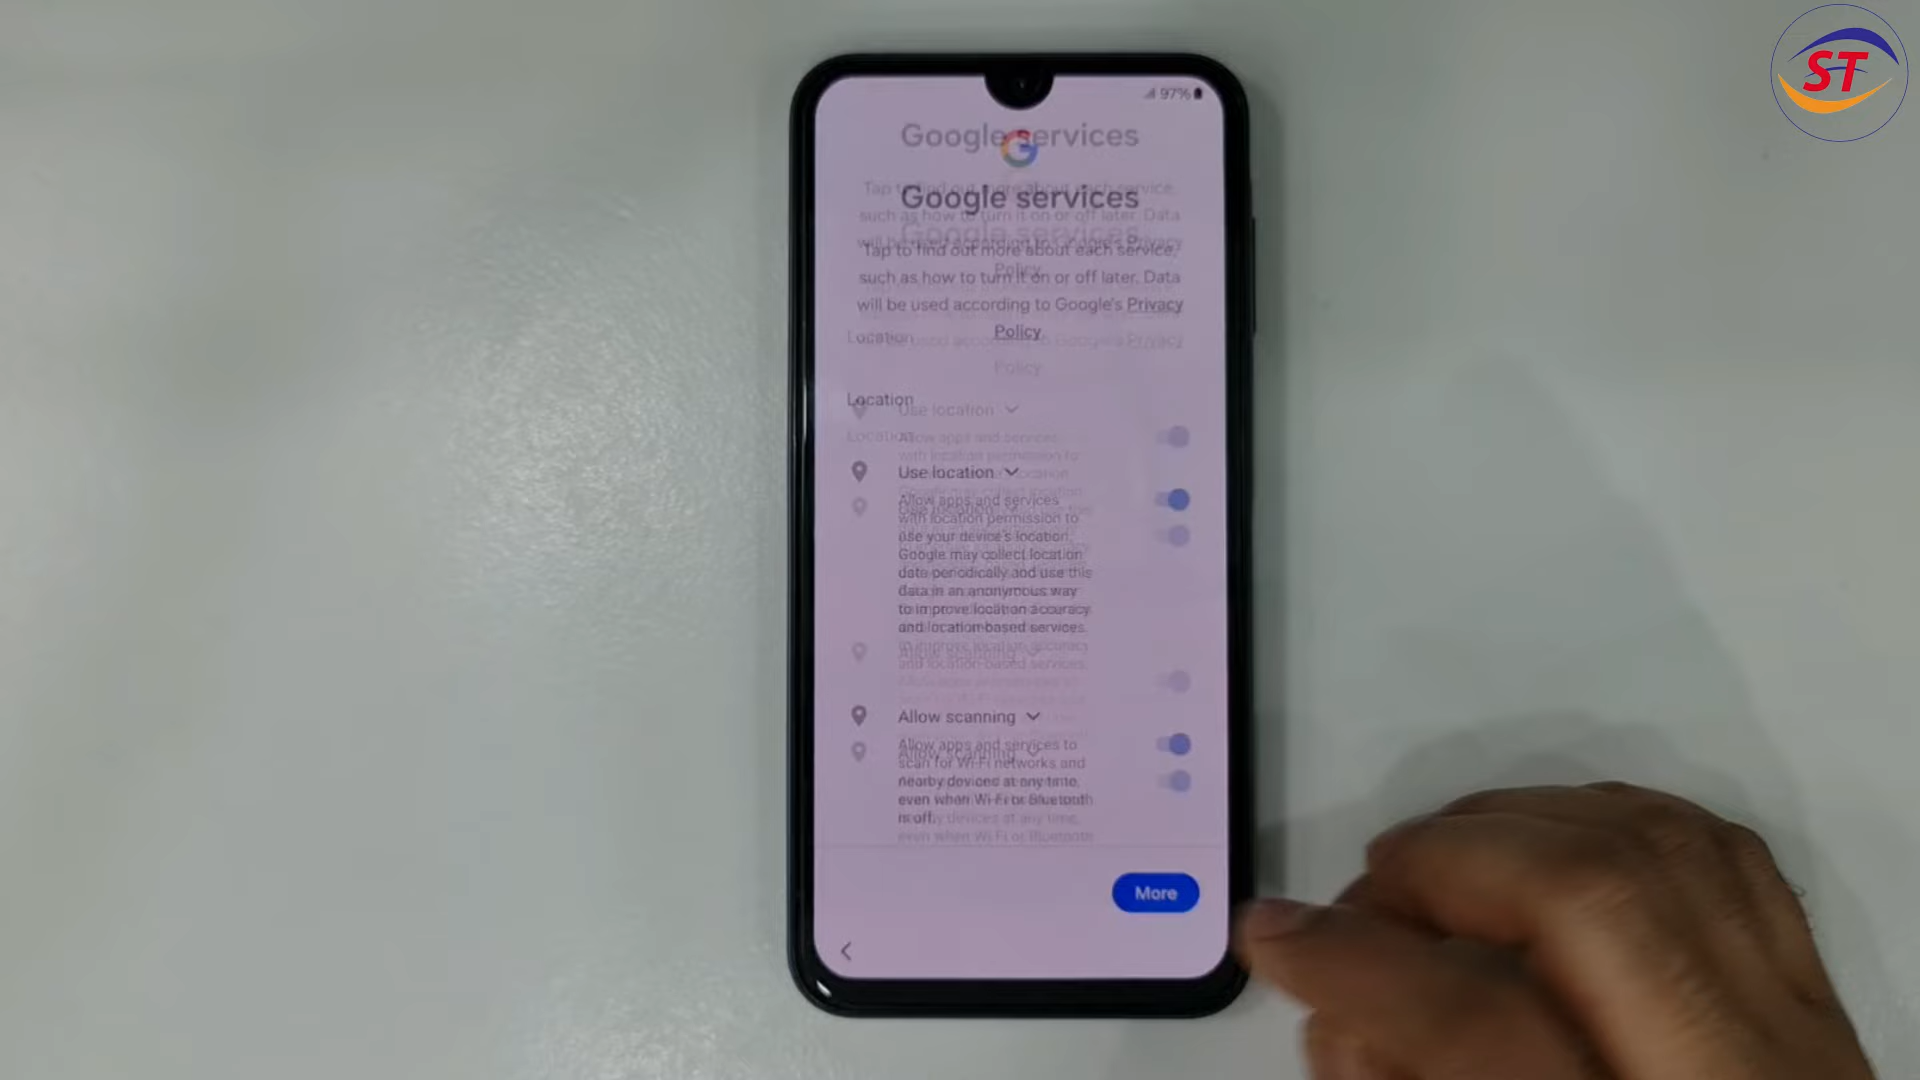 ST
97%
Google services
Google services
Tap to find out more about each service,
such as how to turn it on or off later. Data
will be used according to Google's Privacy
Policy
Location
Location
Use location
Use location
Allow apps and services
with location permission to
use your device's location.
Google may collect location
data periodically and use this
data in an anonymous way
to improve location accuracy
and location-based services.
Allow scanning
Allow apps and services to
scan for Wi-Fi networks and
nearby devices at any time,
even when Wi-Fi or Bluetooth
is off.
More